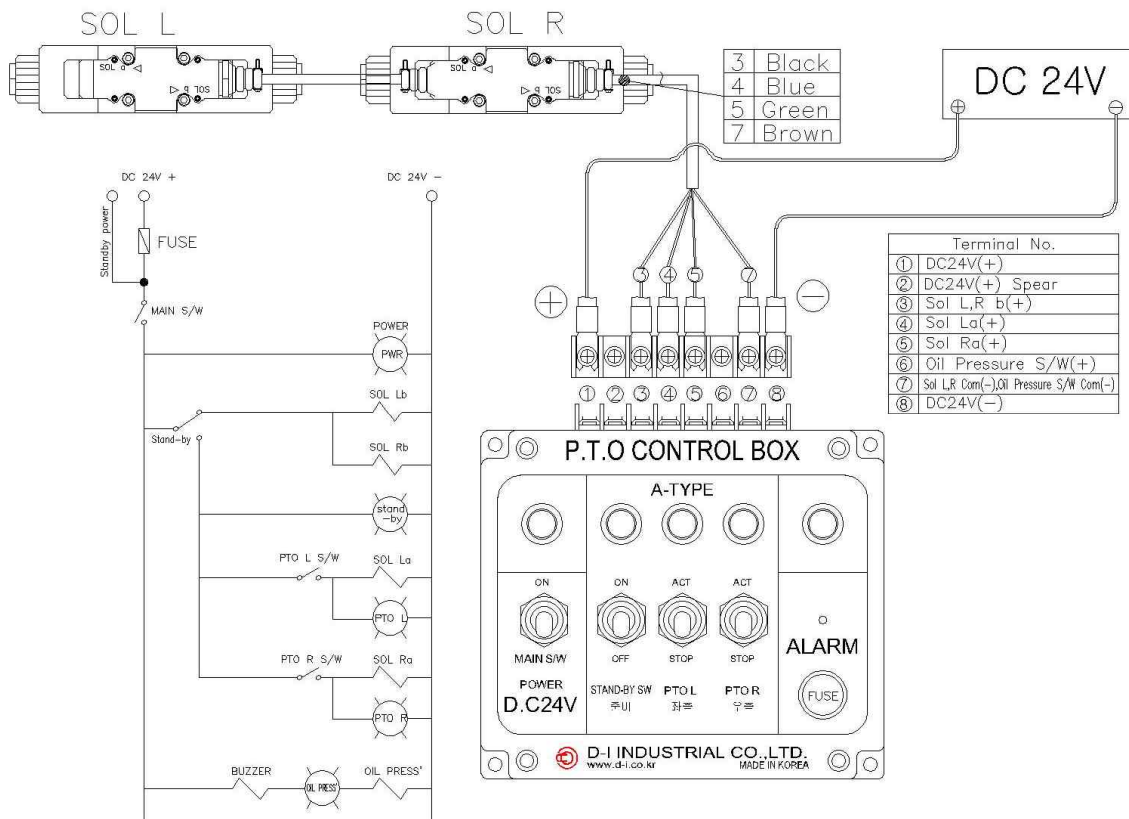 SOL L
SOL R
SOL a
SOL b
SOL a
SOL b
3 Black
4 Blue
5 Green
7 Brown
DC 24V
+
−
DC 24V +
DC 24V -
Standby power
FUSE
MAIN S/W
POWER
PWR
SOL Lb
Stand-by
SOL Rb
stand
-by
PTO L S/W
SOL La
PTO L
PTO R S/W
SOL Ra
PTO R
BUZZER
OIL PRESS'
OIL PRESS'
③ ④ ⑤ ⑦
+
−
① ② ③ ④ ⑤ ⑥ ⑦ ⑧
Terminal No.
① DC24V(+)
② DC24V(+) Spear
③ Sol L,R b(+)
④ Sol La(+)
⑤ Sol Ra(+)
⑥ Oil Pressure S/W(+)
⑦ Sol L,R Com(-),Oil Pressure S/W Com(-)
⑧ DC24V(-)
P.T.O CONTROL BOX
A-TYPE
ON
ON
ACT
ACT
MAIN S/W
OFF
STOP
STOP
POWER
D.C24V
STAND-BY SW
준비
PTO L
좌측
PTO R
우측
ALARM
FUSE
D-I INDUSTRIAL CO.,LTD.
www.d-i.co.kr
MADE IN KOREA